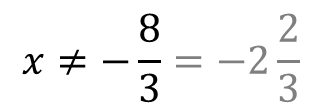 x ≠ −8/3 = −2 2/3